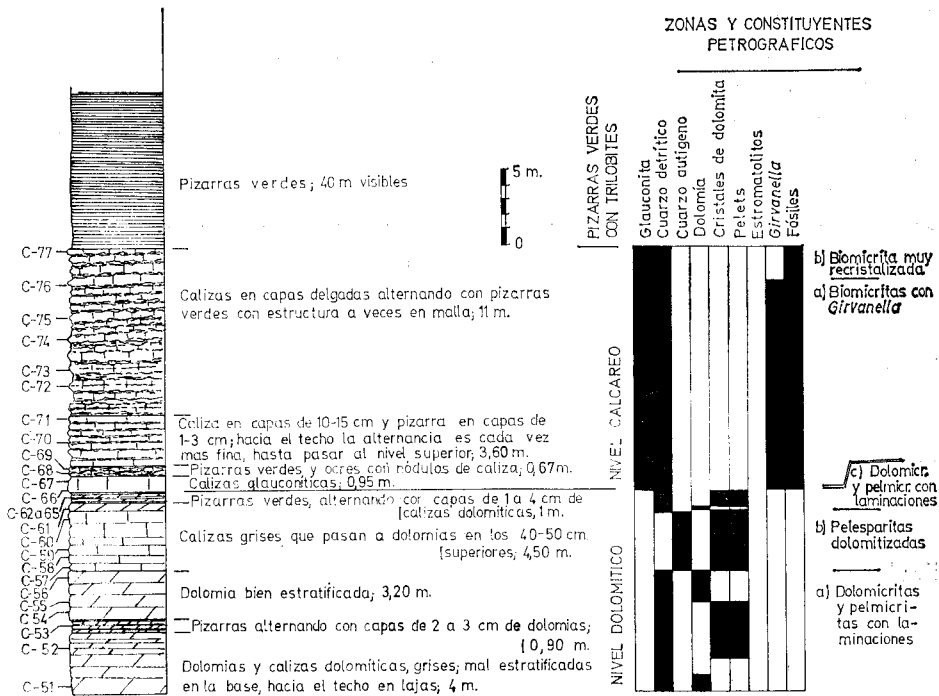 ZONAS Y CONSTITUYENTES
PETROGRAFICOS
PIZARRAS VERDES
CON TRILOBITES
Glauconita
Cuarzo detrítico
Cuarzo autigeno
Dolomia
Cristales de dolomita
Pelets
Estromatolitos
Girvanella
Fósiles
5 m.
0
Pizarras verdes; 40 m visibles
C-77
C-76
Calizas en capas delgadas alternando con pizarras
verdes con estructura a veces en malla; 11 m.
C-75
C-74
C-73
C-72
C-71
Caliza en capas de 10-15 cm y pizarra en capas de
1-3 cm; hacia el techo la alternancia es cada vez
mas fina, hasta pasar al nivel superior; 3,60 m.
C-70
C-69
C-68
Pizarras verdes y ocres con nódulos de caliza; 0,67m.
C-67
Calizas glauconíticas; 0,95 m.
C-66
Pizarras verdes, alternando con capas de 1 a 4 cm de
calizas dolomíticas, 1 m.
C-62a65
C-61
C-60
Calizas grises que pasan a dolomias en los 40-50 cm
superiores; 4,50 m.
C-59
C-58
C-57
C-56
Dolomia bien estratificada; 3,20 m.
C-55
C-54
C-53
Pizarras alternando con capas de 2 a 3 cm de dolomias;
0,90 m.
C-52
Dolomias y calizas dolomíticas, grises; mal estratificadas
en la base, hacia el techo en lajas; 4 m.
C-51
NIVEL CALCAREO
NIVEL DOLOMITICO
b) Biomicrita muy
recristalizada
a) Biomicritas con
Girvanella
c) Dolomicr.
y pelmicr. con
laminaciones
b) Pelesparitas
dolomitizadas
a) Dolomicritas
y pelmicri-
tas con la-
minaciones